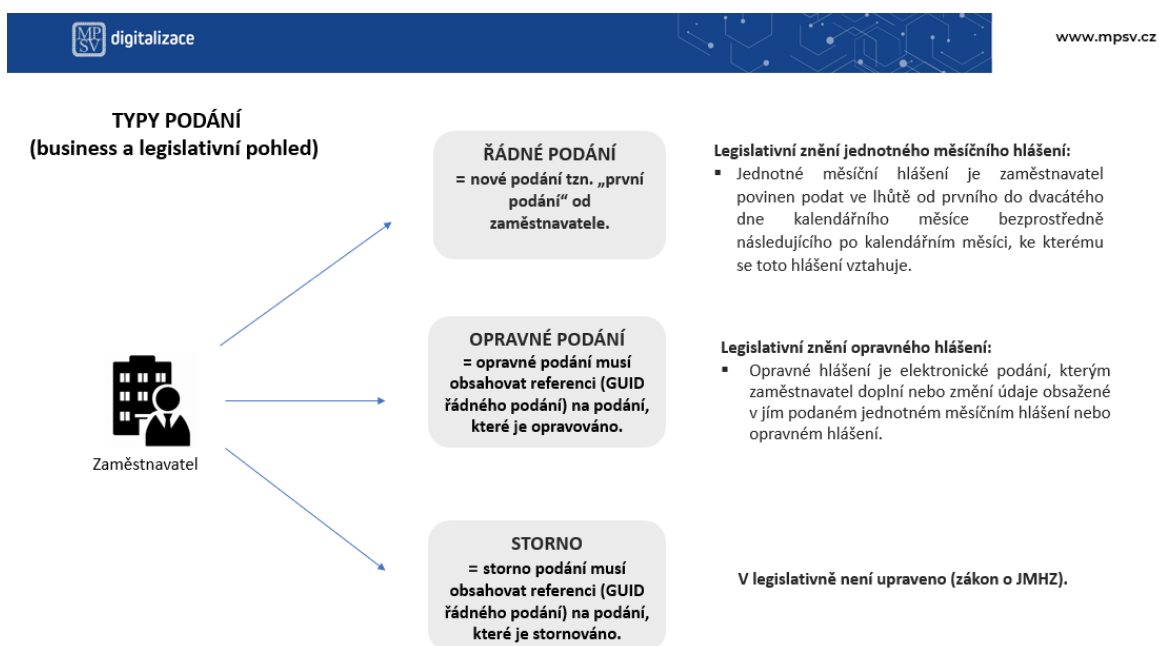 MP
SV
digitalizace
www.mpsv.cz
TYPY PODÁNÍ
(business a legislativní pohled)
ŘÁDNÉ PODÁNÍ
= nové podání tzn. „první
podání“ od
zaměstnavatele.
Legislativní znění jednotného měsíčního hlášení:
▪ Jednotné měsíční hlášení je zaměstnavatel
povinen podat ve lhůtě od prvního do dvacátého
dne kalendářního měsíce bezprostředně
následujícího po kalendářním měsíci, ke kterému
se toto hlášení vztahuje.
OPRAVNÉ PODÁNÍ
= opravné podání musí
obsahovat referenci (GUID
řádného podání) na podání,
které je opravováno.
Legislativní znění opravného hlášení:
▪ Opravné hlášení je elektronické podání, kterým
zaměstnavatel doplní nebo změní údaje obsažené
v jím podaném jednotném měsíčním hlášení nebo
opravném hlášení.
Zaměstnavatel
STORNO
= storno podání musí
obsahovat referenci (GUID
řádného podání) na podání,
které je stornováno.
V legislativně není upraveno (zákon o JMHZ).